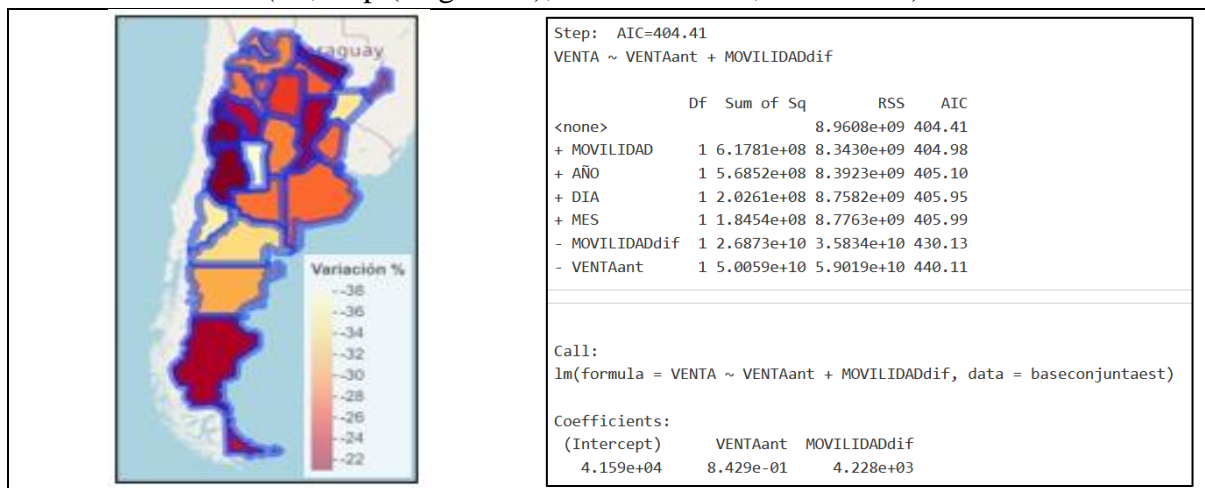 araguay
Variación %
--38
--36
--34
--32
--30
--28
--26
--24
--22
Step:  AIC=404.41
VENTA ~ VENTAant + MOVILIDADdif
Df  Sum of Sq  RSS  AIC
<none>  8.9608e+09 404.41
+ MOVILIDAD  1 6.1781e+08 8.3430e+09 404.98
+ AÑO  1 5.6852e+08 8.3923e+09 405.10
+ DIA  1 2.0261e+08 8.7582e+09 405.95
+ MES  1 1.8454e+08 8.7763e+09 405.99
- MOVILIDADdif  1 2.6873e+10 3.5834e+10 430.13
- VENTAant  1 5.0059e+10 5.9019e+10 440.11
Call:
lm(formula = VENTA ~ VENTAant + MOVILIDADdif, data = baseconjuntaest)
Coefficients:
(Intercept)  VENTAant  MOVILIDADdif
4.159e+04  8.429e-01  4.228e+03